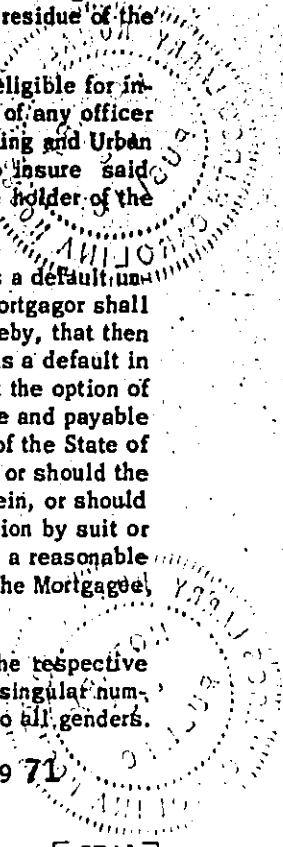 residue of the
eligible for in-
of any officer
ing and Urban
o insure said
e holder of the
s a default un-
ortgagor shall
eby, that then
s a default in
t the option of
e and payable
of the State of
or should the
ein, or should
ion by suit or
a reasonable
he Mortgagee,
he respective
singular num-
o all genders.
9 71